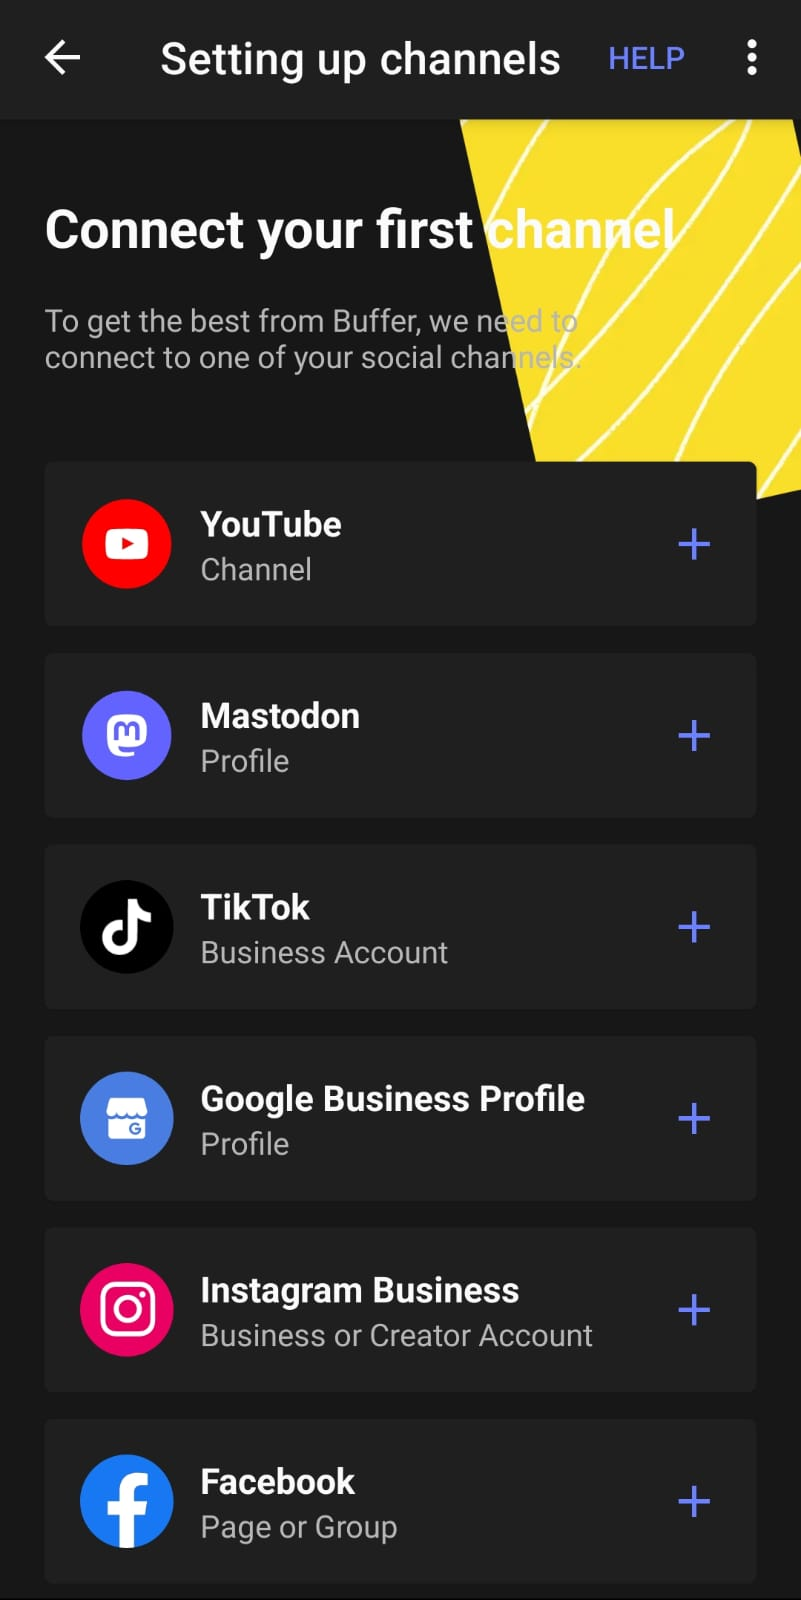 Setting up channels HELP
Connect your first channel
To get the best from Buffer, we need to
connect to one of your social channels.
YouTube
Channel
Mastodon
Profile
TikTok
Business Account
Google Business Profile
Profile
Instagram Business
Business or Creator Account
Facebook
Page or Group